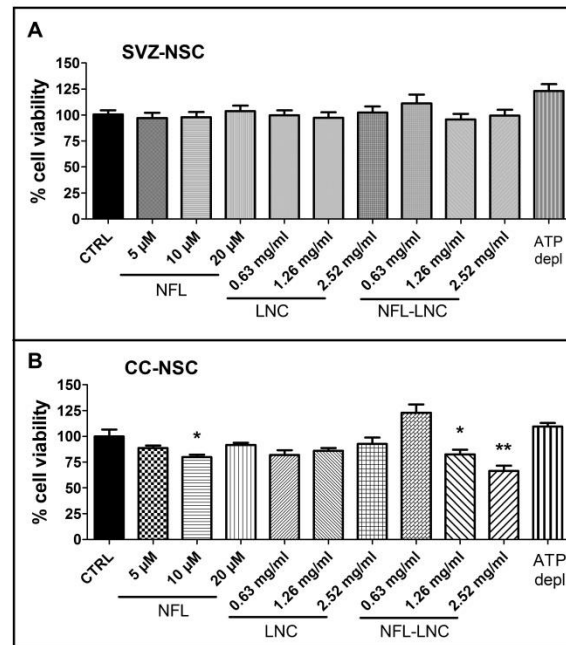 A
SVZ-NSC
% cell viability
150
125
100
75
50
25
0
CTRL
5 µM
10 µM
20 µM
0.63 mg/ml
1.26 mg/ml
2.52 mg/ml
0.63 mg/ml
1.26 mg/ml
2.52 mg/ml
ATP
depl
NFL
LNC
NFL-LNC
B
CC-NSC
% cell viability
150
125
100
75
50
25
0
*
*
**
CTRL
5 µM
10 µM
20 µM
0.63 mg/ml
1.26 mg/ml
2.52 mg/ml
0.63 mg/ml
1.26 mg/ml
2.52 mg/ml
ATP
depl
NFL
LNC
NFL-LNC